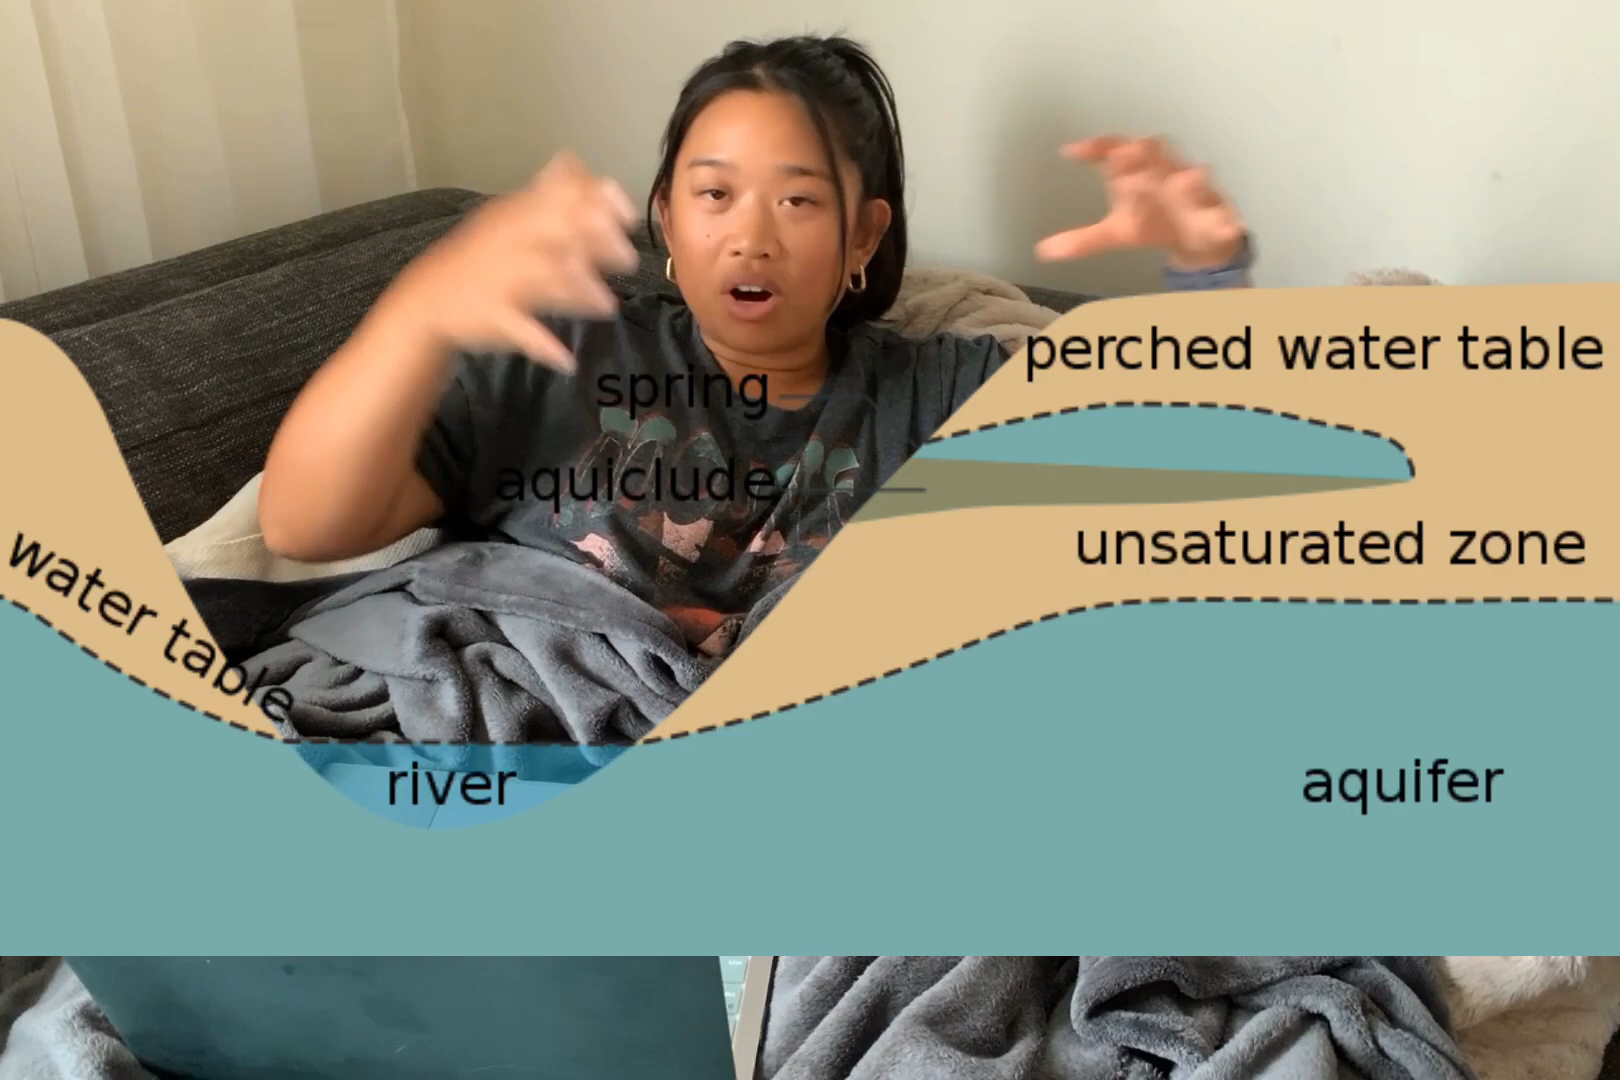 perched water table
spring
aquiclude
unsaturated zone
water table
river
aquifer